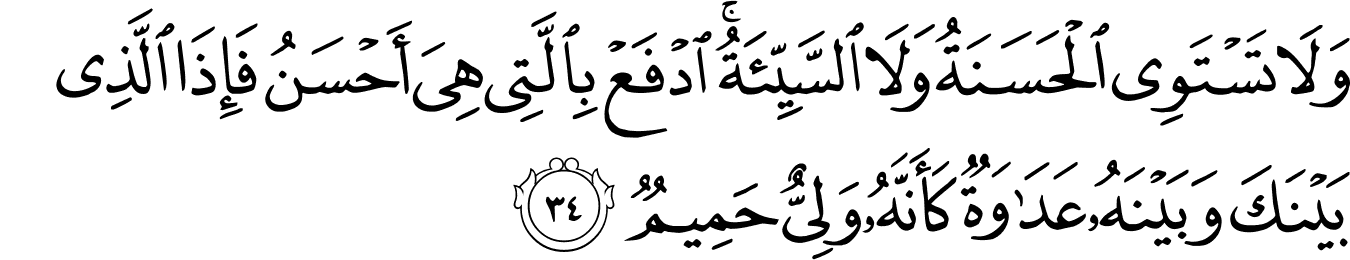 وَلَا تَسْتَوِى ٱلْحَسَنَةُ وَلَا ٱلسَّيِّئَةُ ۚ ٱدْفَعْ بِٱلَّتِى هِىَ أَحْسَنُ فَإِذَا ٱلَّذِى
بَيْنَكَ وَبَيْنَهُۥ عَدَٰوَةٌ كَأَنَّهُۥ وَلِىٌّ حَمِيمٌ ٣٤